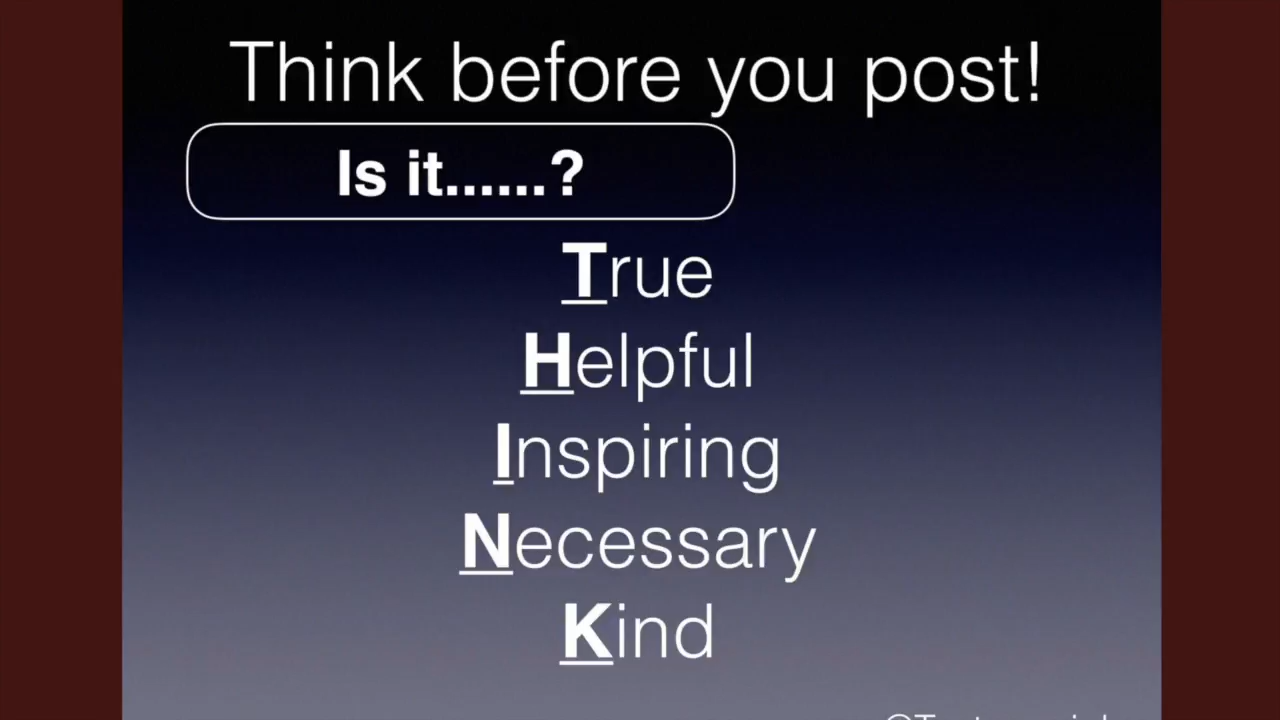 Think before you post!
Is it......?
True
Helpful
Inspiring
Necessary
Kind